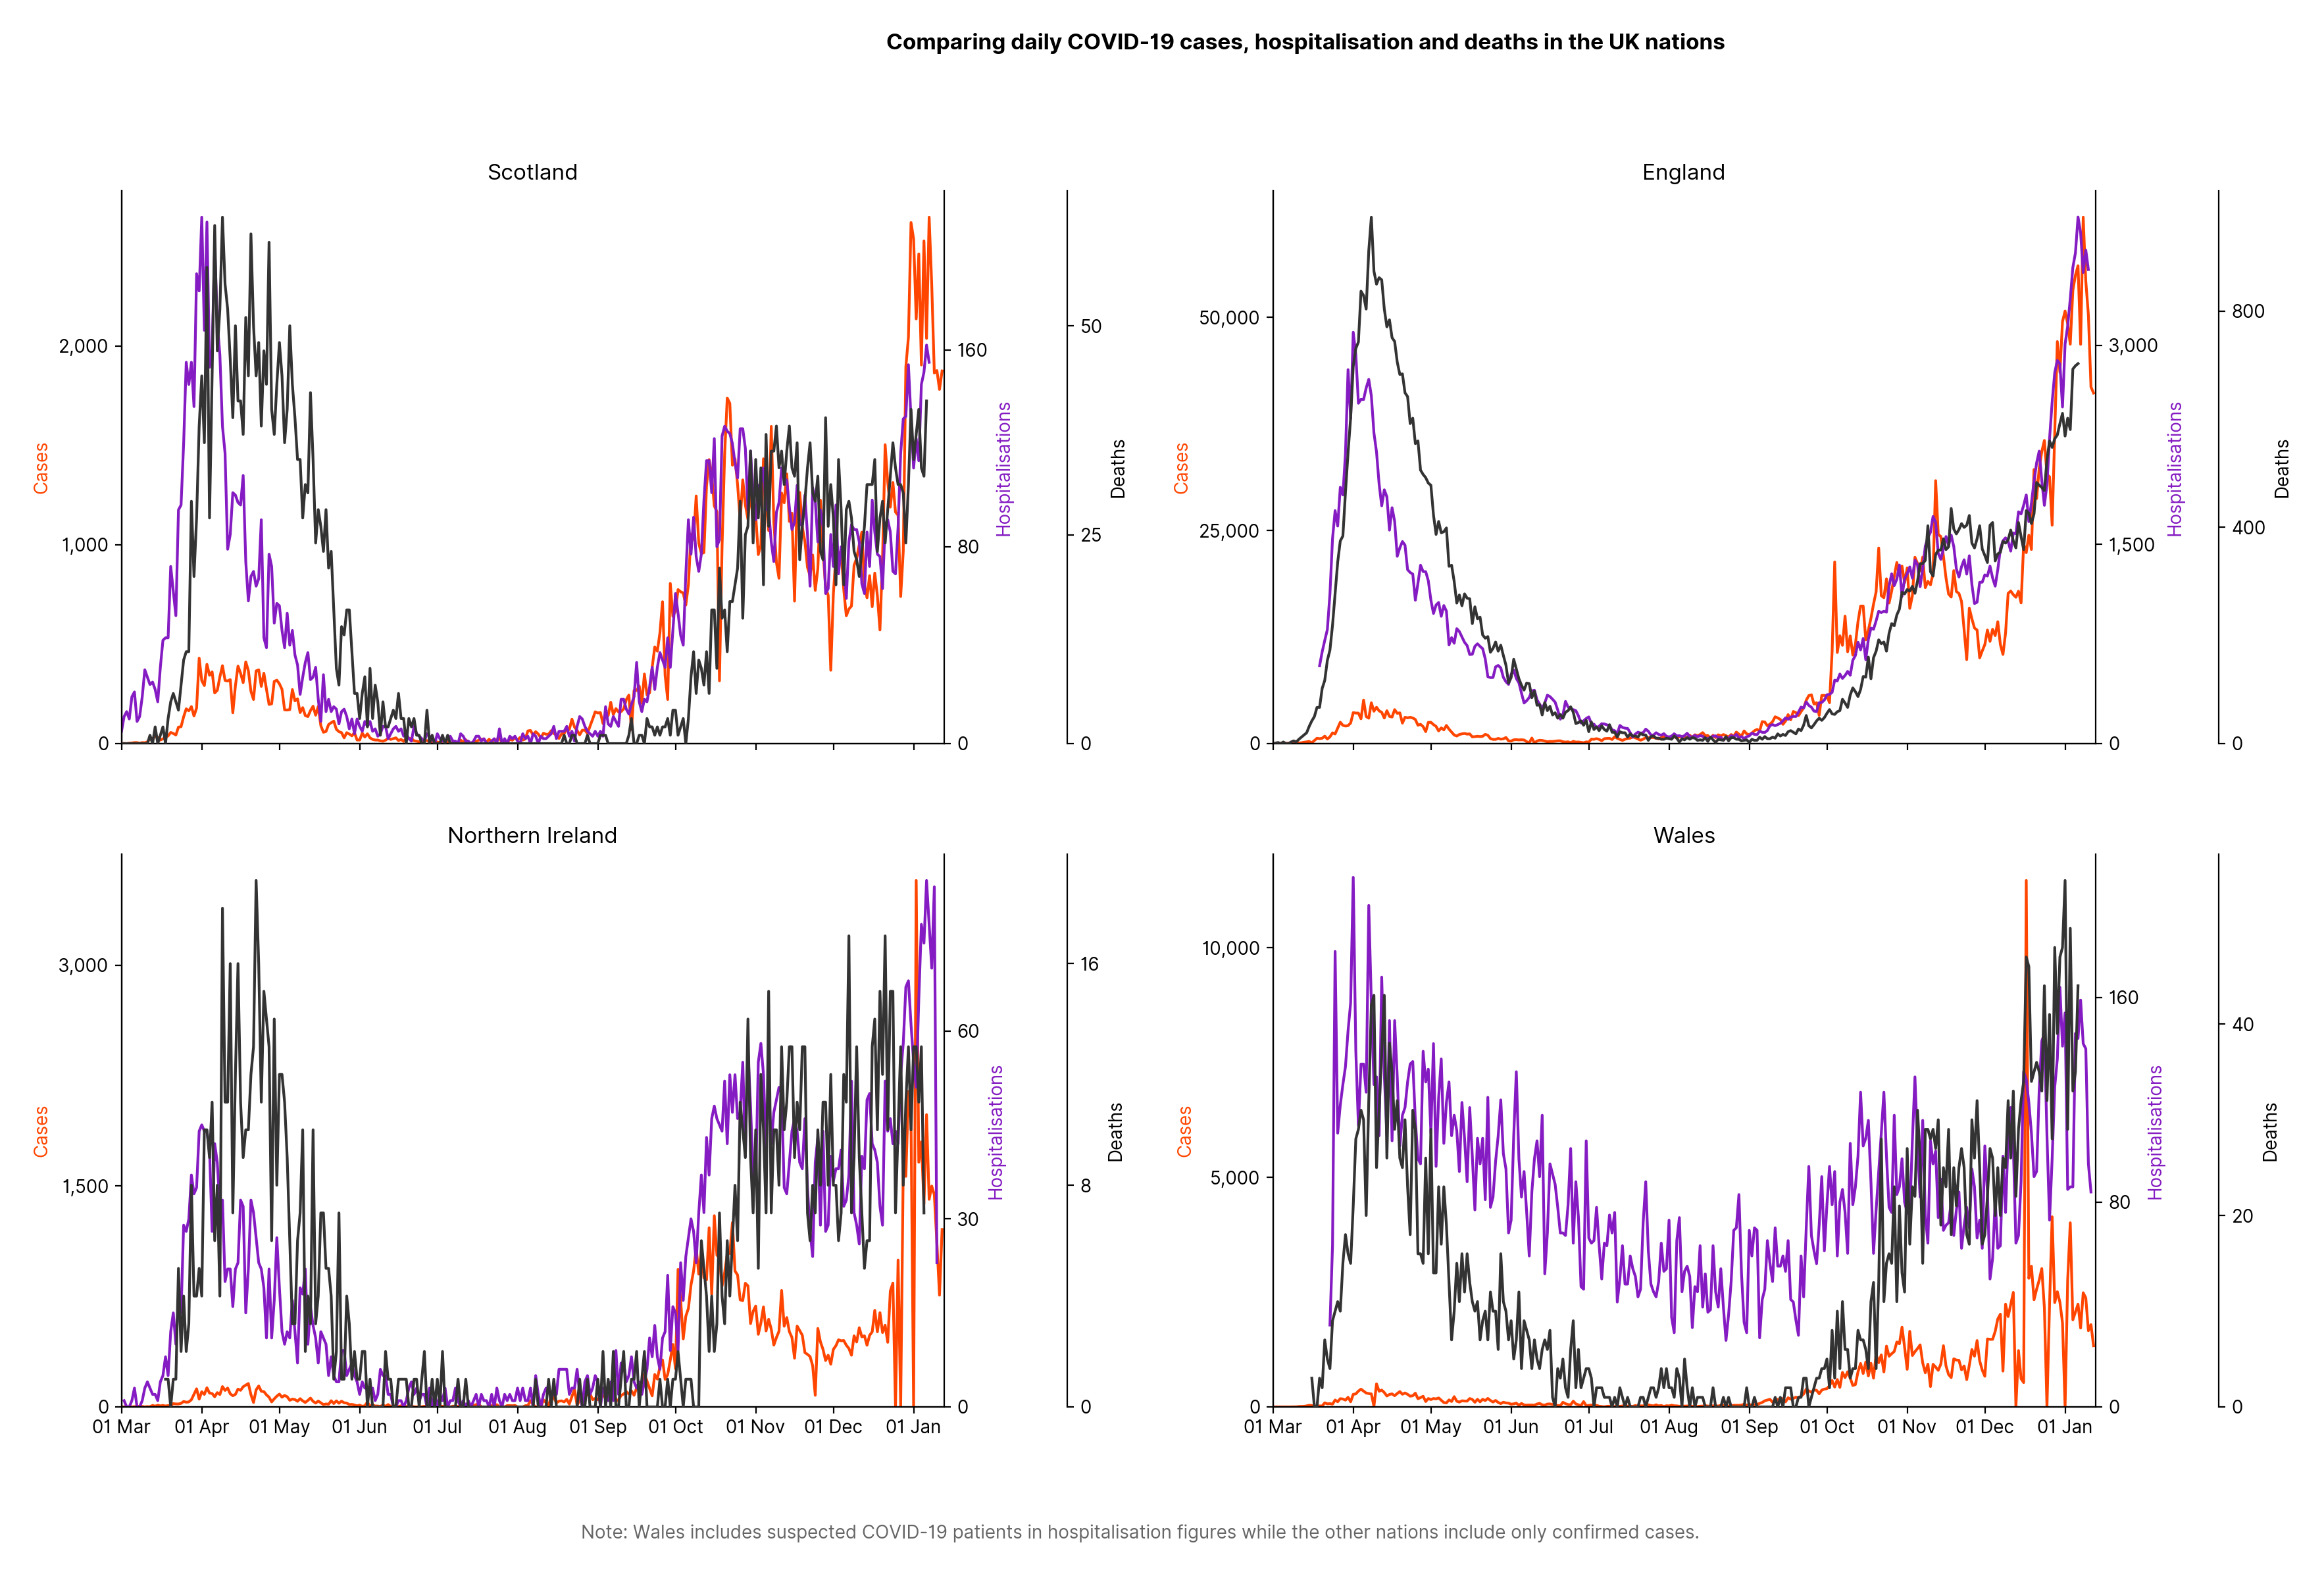 Comparing daily COVID-19 cases, hospitalisation and deaths in the UK nations
Scotland
Cases
2,000
1,000
0
160
80
0
Hospitalisations
50
25
0
Deaths
England
Cases
50,000
25,000
0
3,000
1,500
0
Hospitalisations
800
400
0
Deaths
Northern Ireland
Cases
3,000
1,500
0
60
30
0
Hospitalisations
16
8
0
Deaths
01 Mar 01 Apr 01 May 01 Jun 01 Jul 01 Aug 01 Sep 01 Oct 01 Nov 01 Dec 01 Jan
Wales
Cases
10,000
5,000
0
160
80
0
Hospitalisations
40
20
0
Deaths
01 Mar 01 Apr 01 May 01 Jun 01 Jul 01 Aug 01 Sep 01 Oct 01 Nov 01 Dec 01 Jan
Note: Wales includes suspected COVID-19 patients in hospitalisation figures while the other nations include only confirmed cases.